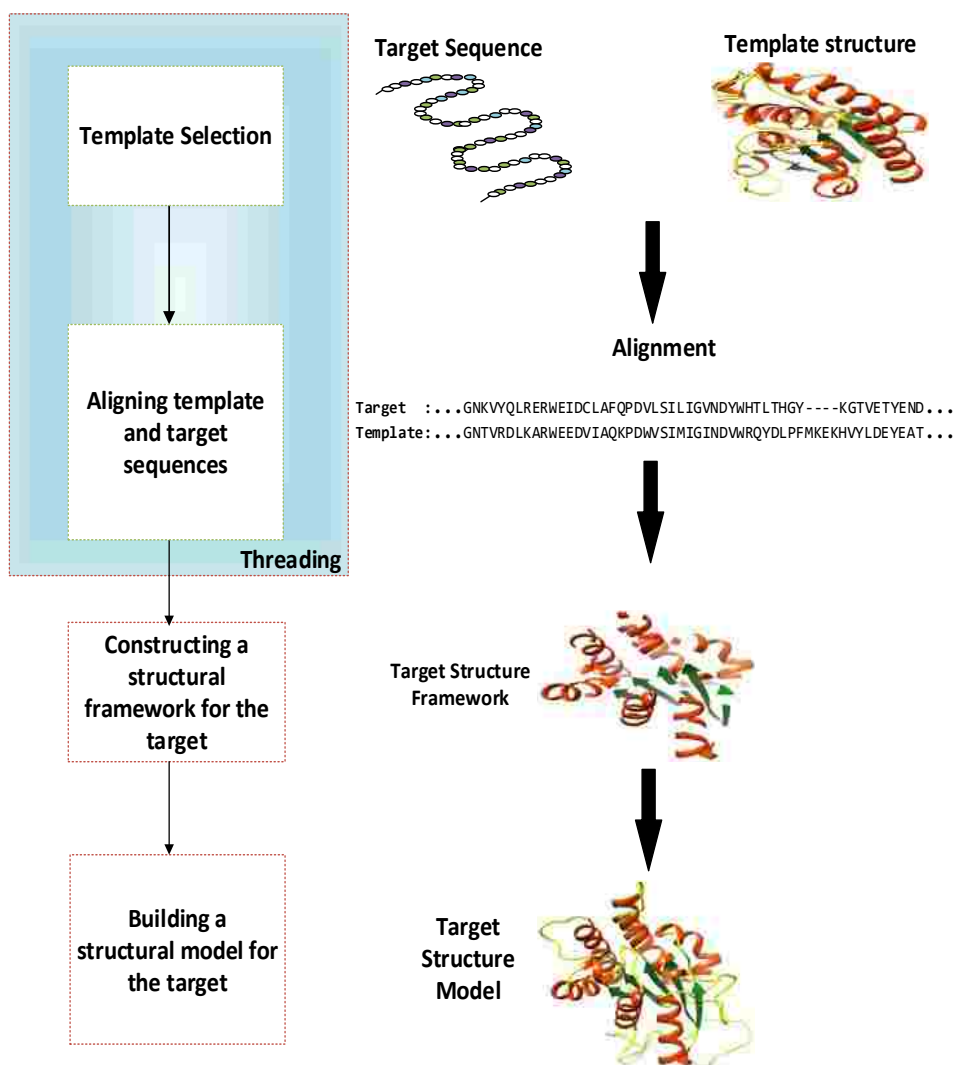 Template Selection
Aligning template
and target
sequences
Threading
Constructing a
structural
framework for the
target
Building a
structural model for
the target
Target Sequence
Template structure
Alignment
Target :...GNKVYQLRERWEIDCLAFQPDVLSILIGVNDYWHTLTHGY----KGTVETYEND...
Template:...GNTVRDLKARWEEDVIAQKPDWVSIMIGINDVWRQYDLPFMKEKHVYLDEYEAT...
Target Structure
Framework
Target
Structure
Model